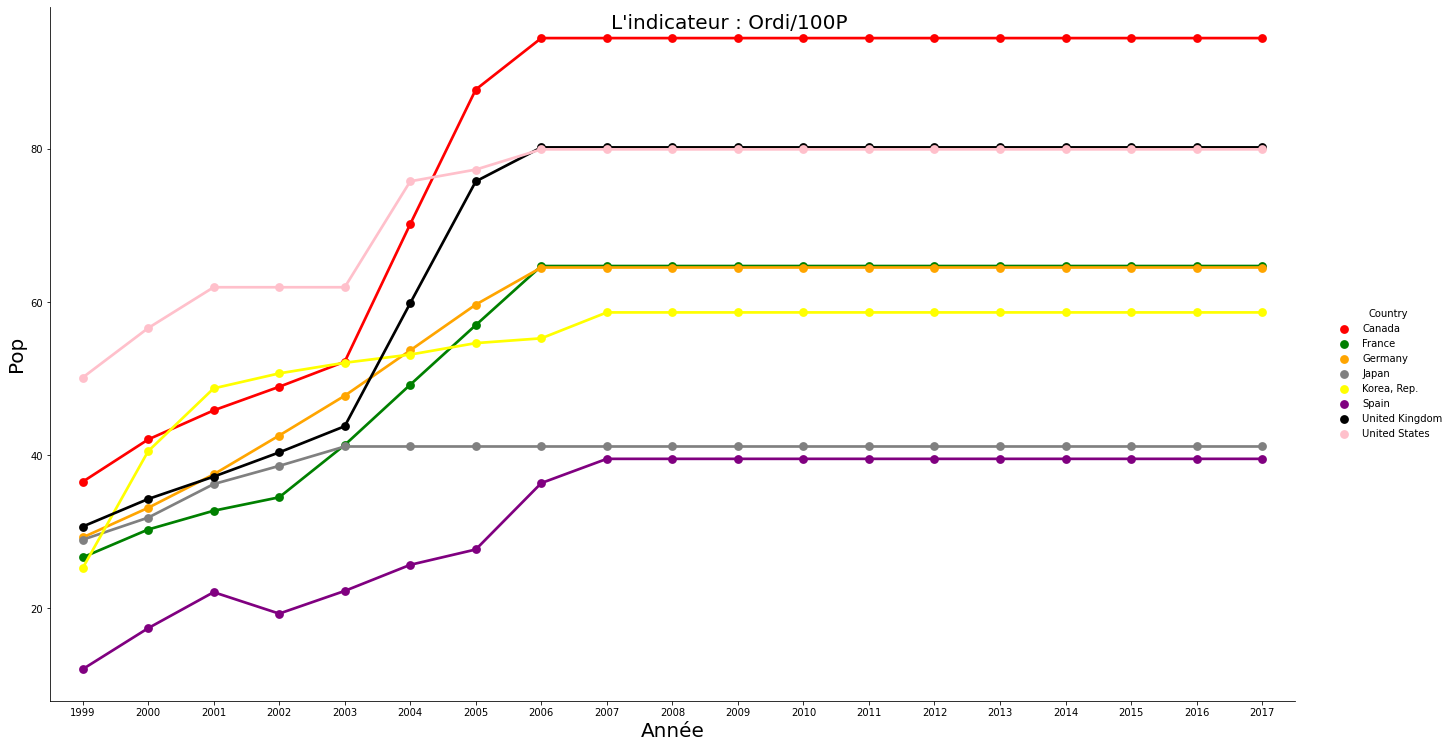 L'indicateur : Ordi/100P
Pop
80
60
40
20
1999 2000 2001 2002 2003 2004 2005 2006 2007 2008 2009 2010 2011 2012 2013 2014 2015 2016 2017
Année
Country
Canada
France
Germany
Japan
Korea, Rep.
Spain
United Kingdom
United States